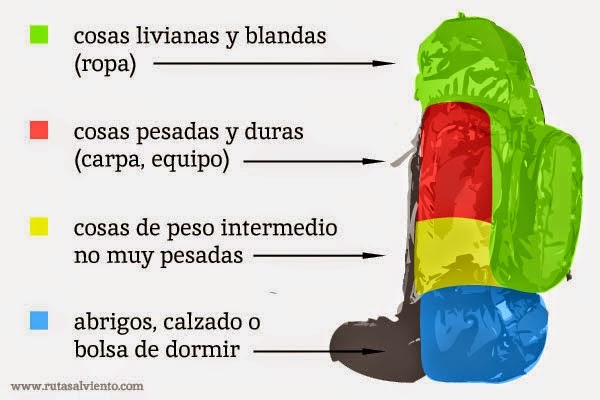 cosas livianas y blandas
(ropa)
cosas pesadas y duras
(carpa, equipo)
cosas de peso intermedio
no muy pesadas
abrigos, calzado o
bolsa de dormir
www.rutasalviento.com